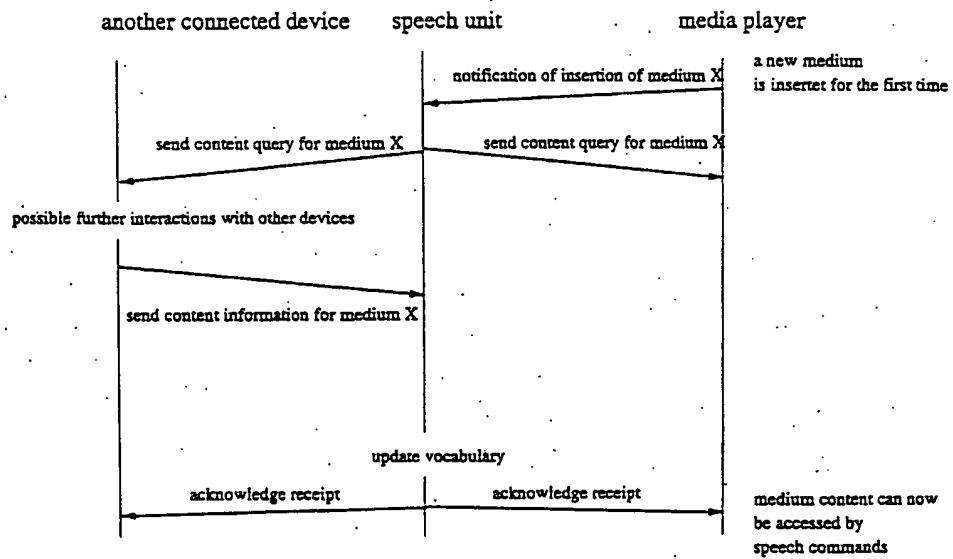 another connected device speech unit media player
a new medium
notification of insertion of medium X
is insertet for the first time
send content query for medium X send content query for medium X
possible further interactions with other devices
send content information for medium X
update vocabulary
acknowledge receipt acknowledge receipt
medium content can now
be accessed by
speech commands